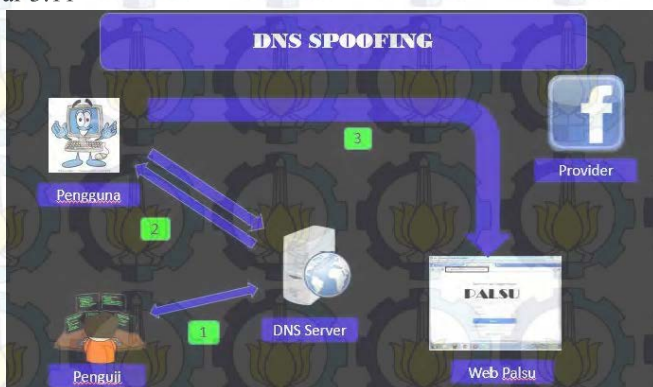 DNS SPOOFING
3
Provider
Pengguna
2
PALSU
DNS Server
1
Penguji
Web Palsu